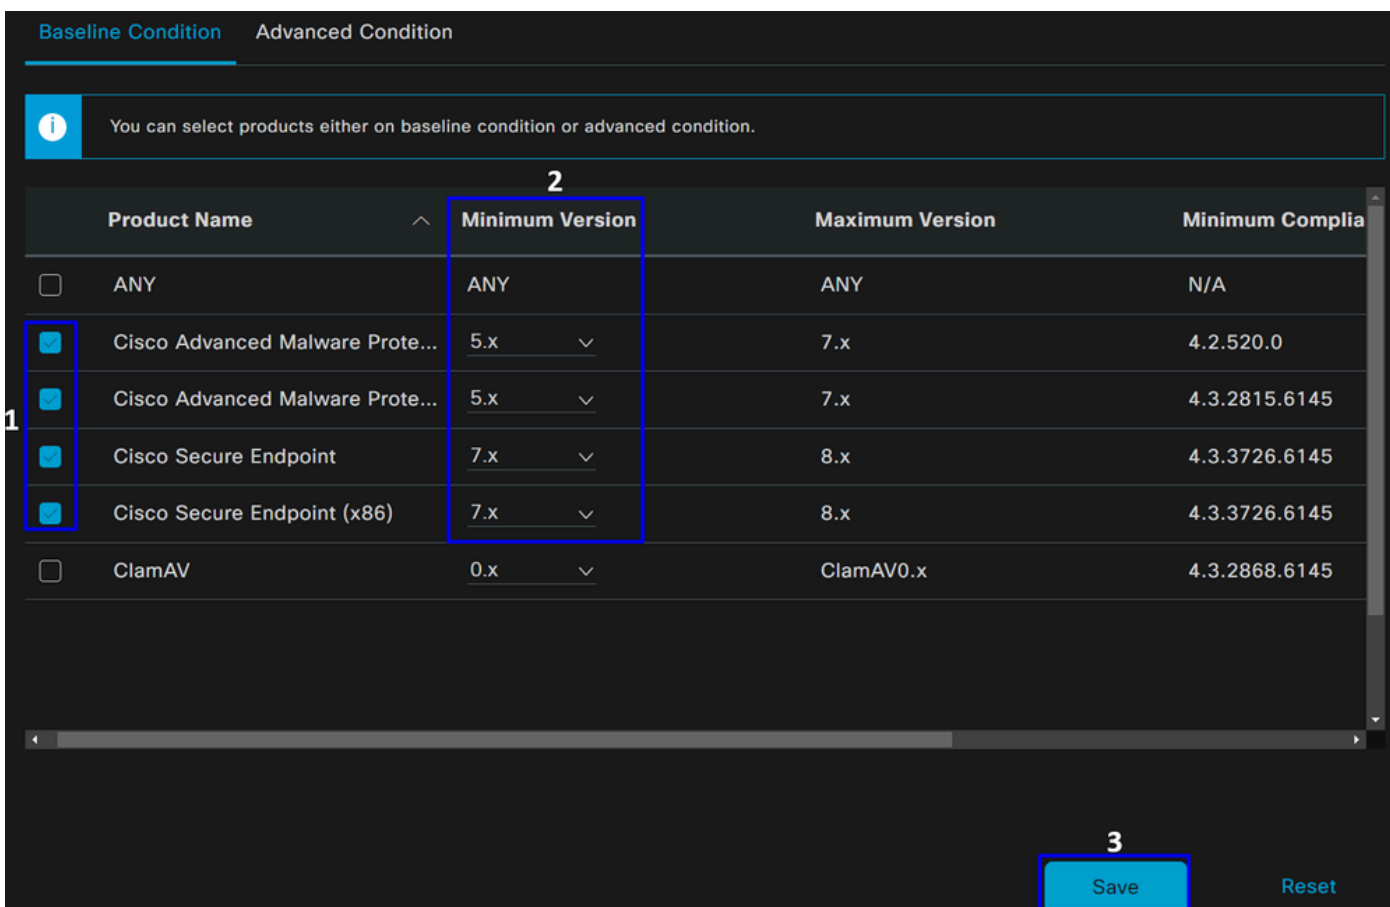 Baseline Condition Advanced Condition
i You can select products either on baseline condition or advanced condition.
2
Product Name Minimum Version Maximum Version Minimum Complia
ANY ANY ANY N/A
Cisco Advanced Malware Prote... 5.x 7.x 4.2.520.0
Cisco Advanced Malware Prote... 5.x 7.x 4.3.2815.6145
1
Cisco Secure Endpoint 7.x 8.x 4.3.3726.6145
Cisco Secure Endpoint (x86) 7.x 8.x 4.3.3726.6145
ClamAV 0.x ClamAV0.x 4.3.2868.6145
3
Save Reset